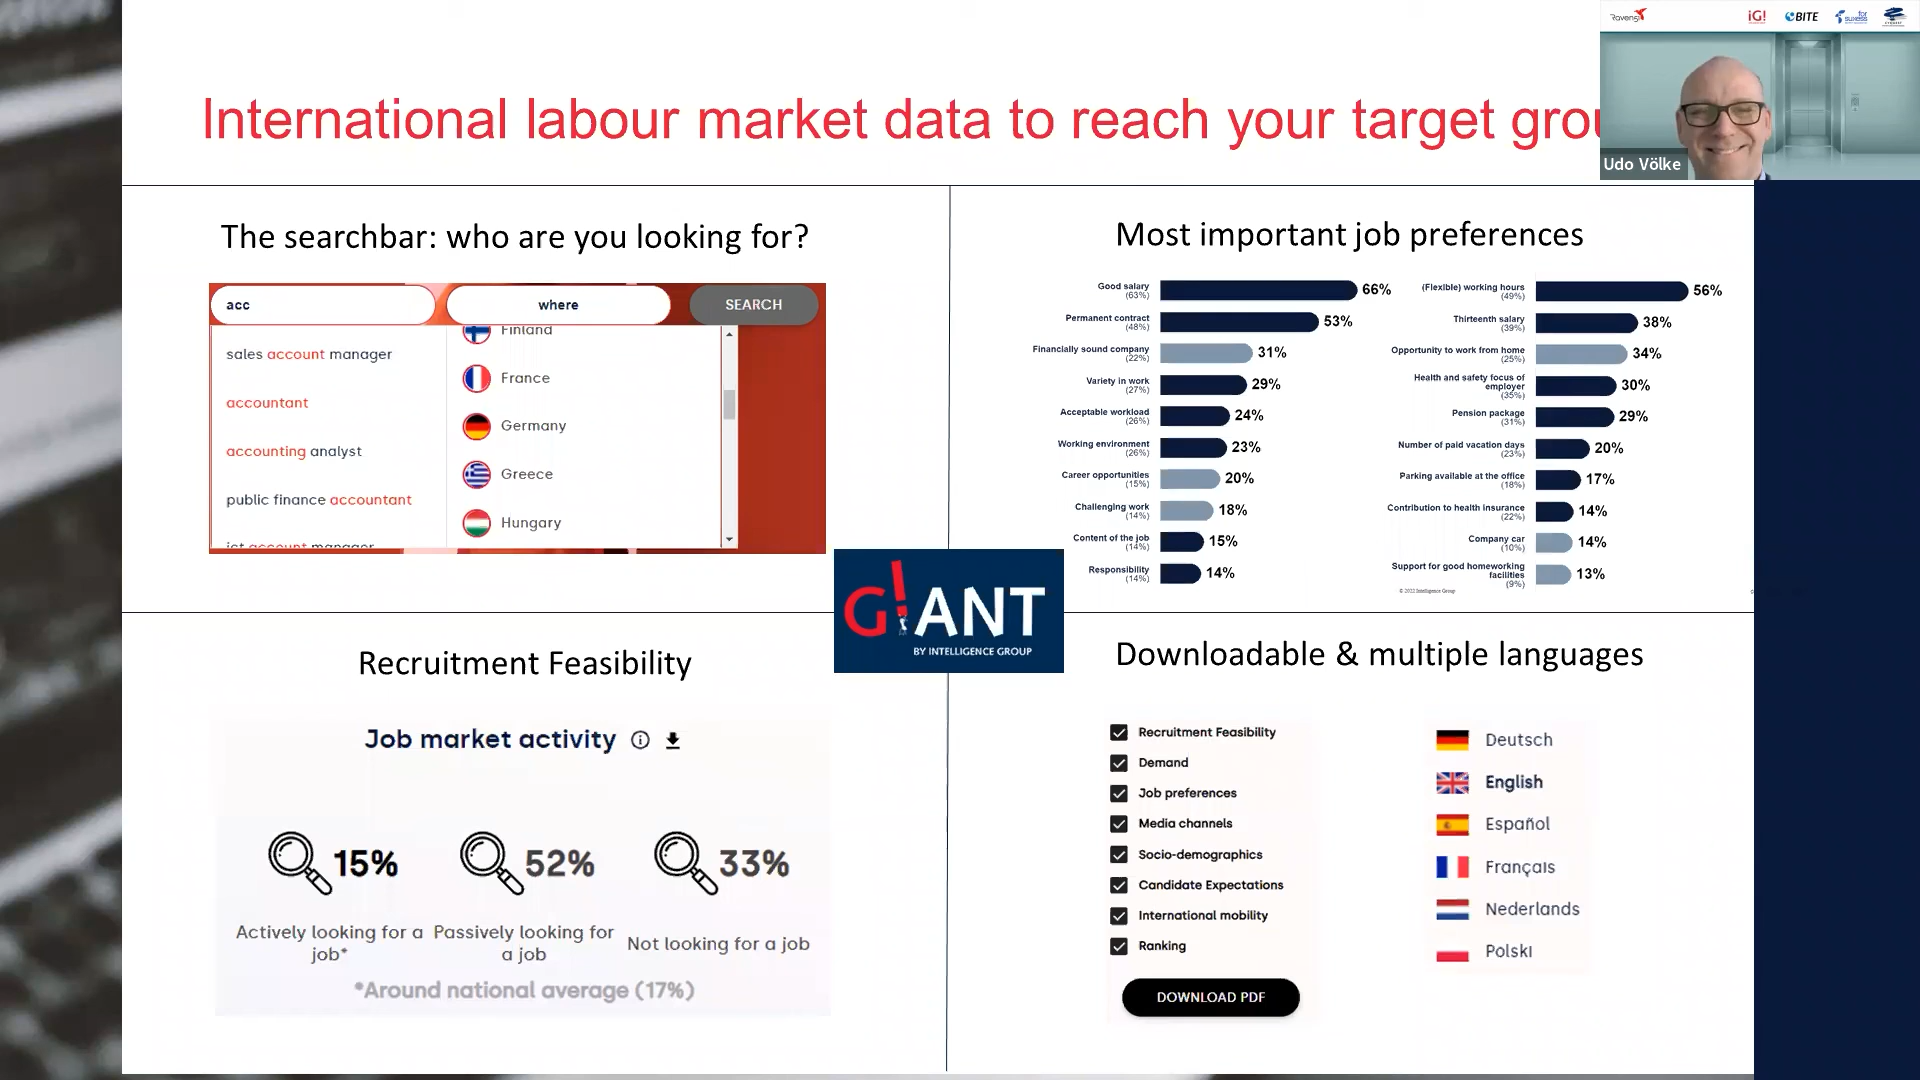 Raven51
iG!
BITE
for
suxess
International labour market data to reach your target grou
Udo Völke
The searchbar: who are you looking for?
acc
where
SEARCH
sales account manager
accountant
accounting analyst
public finance accountant
ict account manager
Finland
France
Germany
Greece
Hungary
Most important job preferences
Good salary
(63%)
66%
Permanent contract
(48%)
53%
Financially sound company
(22%)
31%
Variety in work
(27%)
29%
Acceptable workload
(26%)
24%
Working environment
(26%)
23%
Career opportunities
(15%)
20%
Challenging work
(14%)
18%
Content of the job
(14%)
15%
Responsibility
(14%)
14%
(Flexible) working hours
(49%)
56%
Thirteenth salary
(39%)
38%
Opportunity to work from home
(25%)
34%
Health and safety focus of
employer
(35%)
30%
Pension package
(31%)
29%
Number of paid vacation days
(23%)
20%
Parking available at the office
(18%)
17%
Contribution to health insurance
(22%)
14%
Company car
(10%)
14%
Support for good homeworking
facilities
(9%)
13%
© 2022 Intelligence Group
G!ANT
BY INTELLIGENCE GROUP
Recruitment Feasibility
Job market activity
15%
52%
33%
Actively looking for a
job*
Passively looking for
a job
Not looking for a job
*Around national average (17%)
Downloadable & multiple languages
Recruitment Feasibility
Demand
Job preferences
Media channels
Socio-demographics
Candidate Expectations
International mobility
Ranking
DOWNLOAD PDF
Deutsch
English
Español
Français
Nederlands
Polski